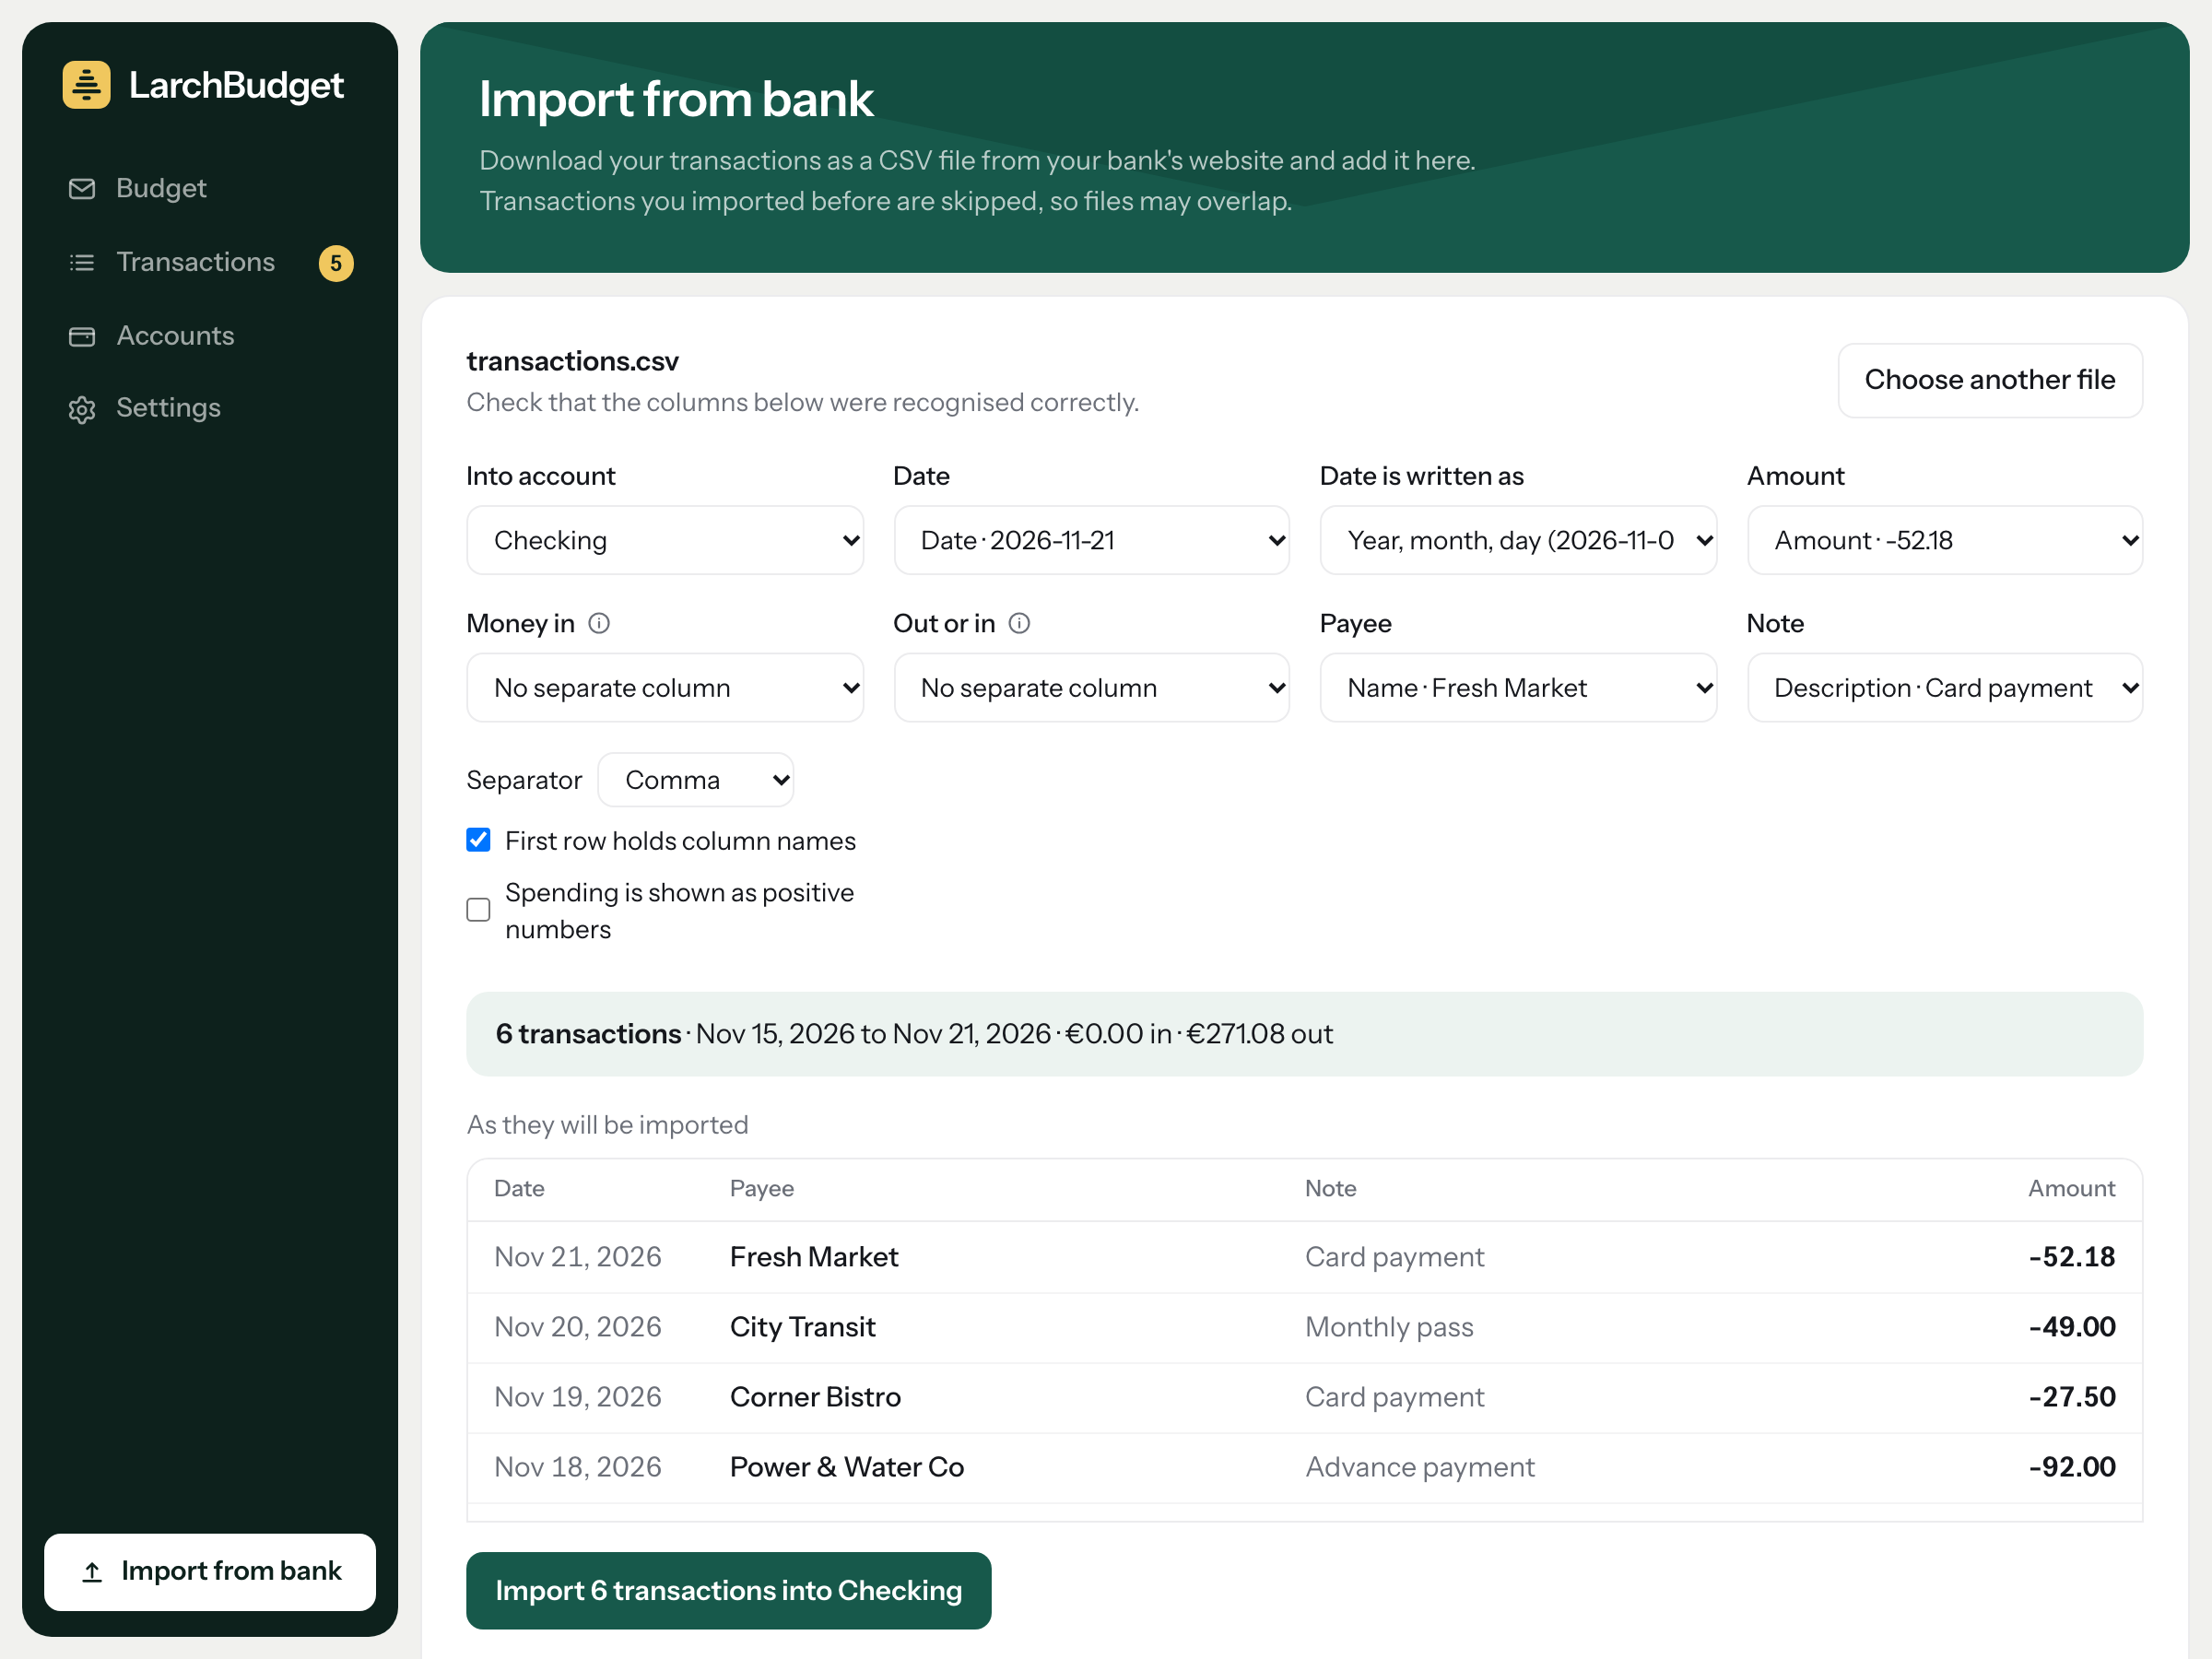 LarchBudget
Budget
Transactions 5
Accounts
Settings
Import from bank
Import from bank
Download your transactions as a CSV file from your bank's website and add it here.
Transactions you imported before are skipped, so files may overlap.
transactions.csv
Check that the columns below were recognised correctly.
Choose another file
Into account Date Date is written as Amount
Checking Date · 2026-11-21 Year, month, day (2026-11-0 Amount · -52.18
Money in Out or in Payee Note
No separate column No separate column Name · Fresh Market Description · Card payment
Separator Comma
First row holds column names
Spending is shown as positive
numbers
6 transactions · Nov 15, 2026 to Nov 21, 2026 · €0.00 in · €271.08 out
As they will be imported
Date Payee Note Amount
Nov 21, 2026 Fresh Market Card payment -52.18
Nov 20, 2026 City Transit Monthly pass -49.00
Nov 19, 2026 Corner Bistro Card payment -27.50
Nov 18, 2026 Power & Water Co Advance payment -92.00
Import 6 transactions into Checking